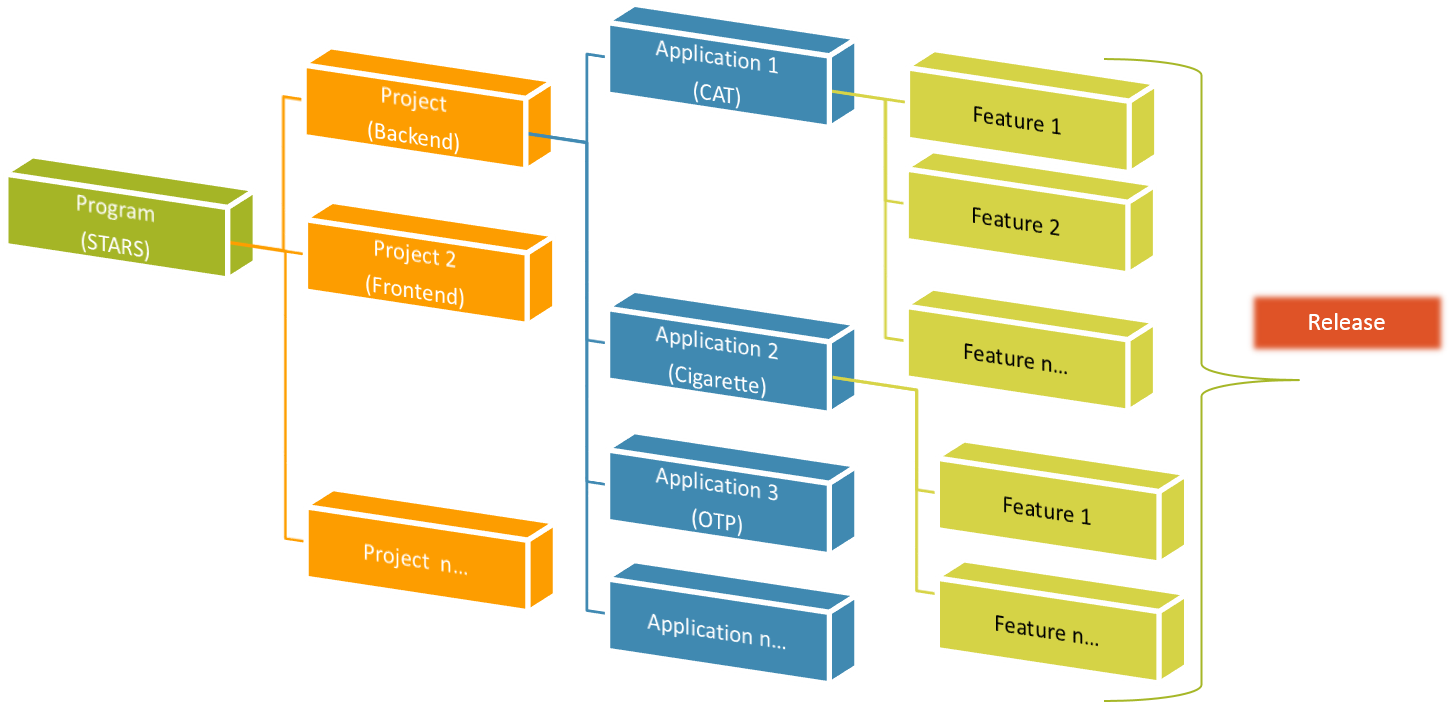 Program
(STARS)
Project
(Backend)
Project 2
(Frontend)
Project n...
Application 1
(CAT)
Application 2
(Cigarette)
Application 3
(OTP)
Application n...
Feature 1
Feature 2
Feature n...
Feature 1
Feature n...
Release